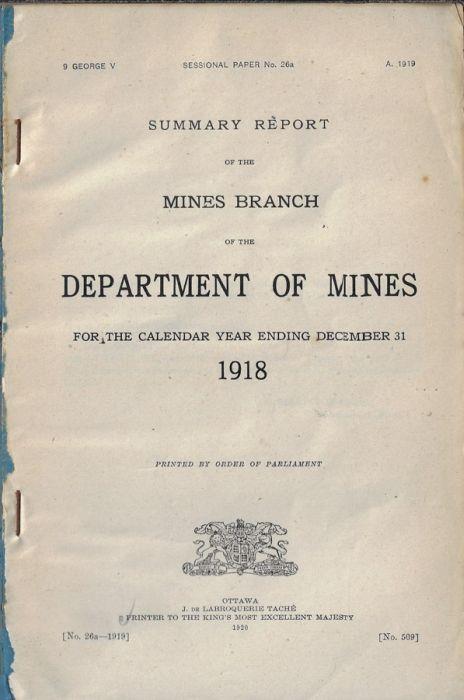 9 GEORGE V SESSIONAL PAPER No. 26a A. 1919
SUMMARY REPORT
OF THE
MINES BRANCH
OF THE
DEPARTMENT OF MINES
FOR THE CALENDAR YEAR ENDING DECEMBER 31
1918
PRINTED BY ORDER OF PARLIAMENT
OTTAWA
J. DE LABROQUERIE TACHÉ
PRINTER TO THE KING'S MOST EXCELLENT MAJESTY
1920
[No. 26a—1919] [No. 509]